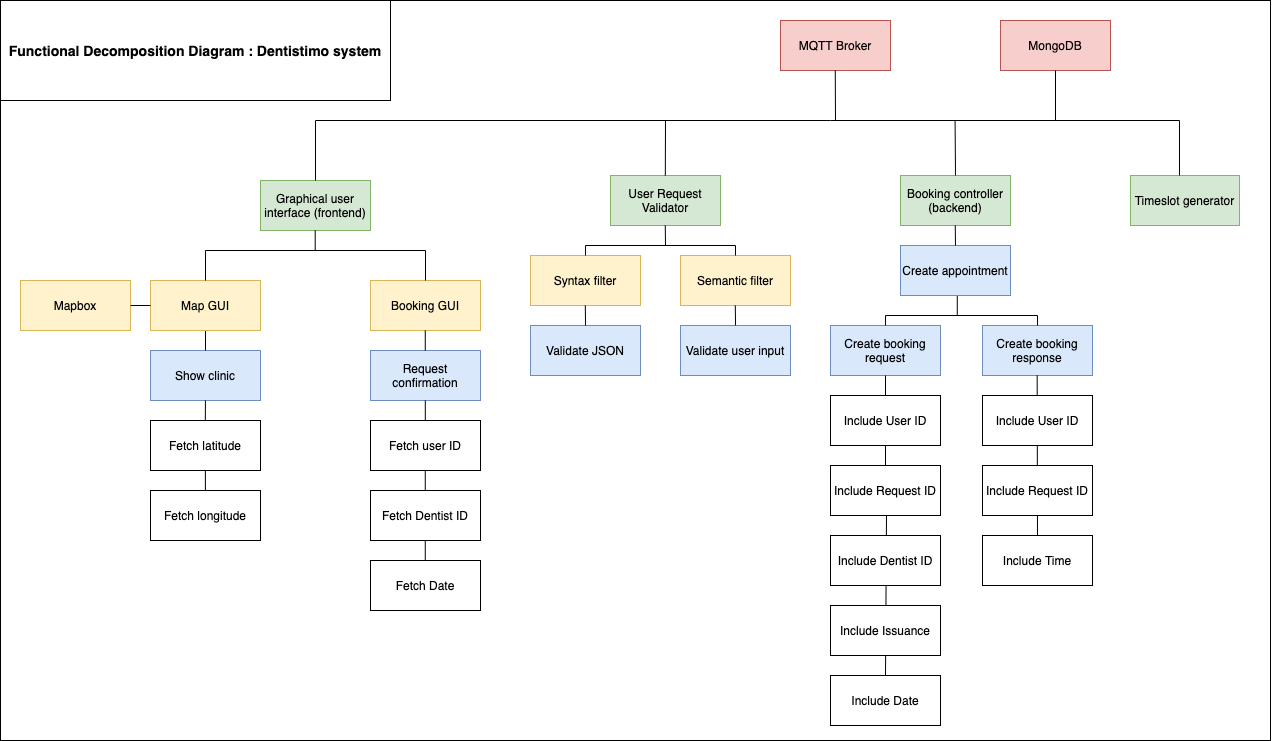 Functional Decomposition Diagram : Dentistimo system
MQTT Broker
MongoDB
Graphical user
interface (frontend)
User Request
Validator
Booking controller
(backend)
Timeslot generator
Mapbox
Map GUI
Booking GUI
Syntax filter
Semantic filter
Create appointment
Show clinic
Request
confirmation
Validate JSON
Validate user input
Create booking
request
Create booking
response
Fetch latitude
Fetch user ID
Include User ID
Include User ID
Fetch longitude
Fetch Dentist ID
Include Request ID
Include Request ID
Fetch Date
Include Dentist ID
Include Time
Include Issuance
Include Date